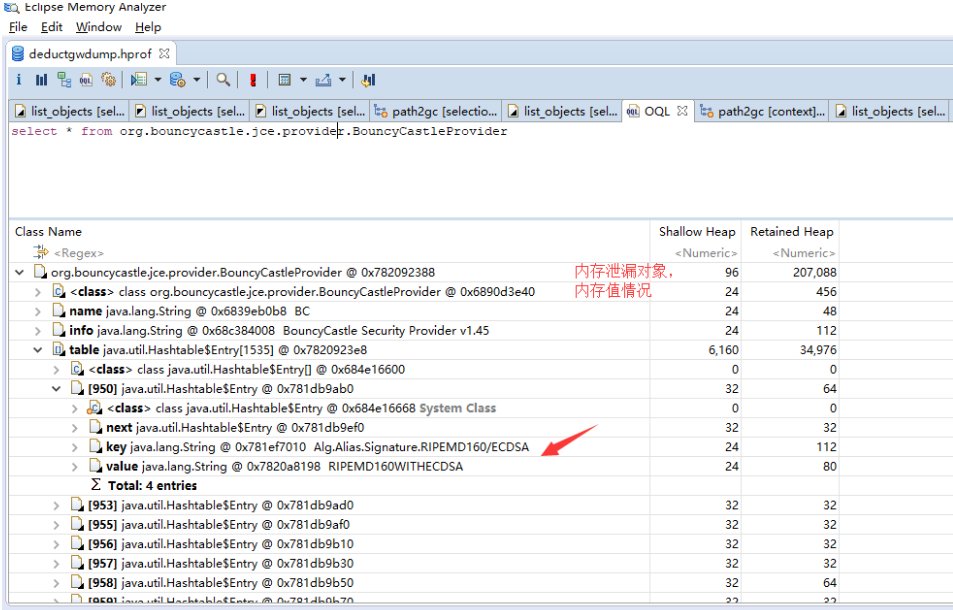 Eclipse Memory Analyzer
File Edit Window Help
deductgwdump.hprof
list_objects [sel... list_objects [sel... list_objects [sel... path2gc [selectio... list_objects [sel... OQL path2gc [context]... list_objects [sel...
select * from org.bouncycastle.jce.provider.BouncyCastleProvider
Class Name Shallow Heap Retained Heap
<Regex> <Numeric> <Numeric>
org.bouncycastle.jce.provider.BouncyCastleProvider @ 0x782092388 内存泄漏对象， 96 207,088
<class> class org.bouncycastle.jce.provider.BouncyCastleProvider @ 0x6890d3e40 内存值情况 24 456
name java.lang.String @ 0x6839eb0b8 BC 24 48
info java.lang.String @ 0x68c384008 BouncyCastle Security Provider v1.45 24 112
table java.util.Hashtable$Entry[1535] @ 0x7820923e8 6,160 34,976
<class> class java.util.Hashtable$Entry[] @ 0x684e16600 0 0
[950] java.util.Hashtable$Entry @ 0x781db9ab0 32 64
<class> class java.util.Hashtable$Entry @ 0x684e16668 System Class 0 0
next java.util.Hashtable$Entry @ 0x781db9ef0 32 32
key java.lang.String @ 0x781ef7010 Alg.Alias.Signature.RIPEMD160/ECDSA 24 112
value java.lang.String @ 0x7820a8198 RIPEMD160WITHECDSA 24 80
Σ Total: 4 entries
[953] java.util.Hashtable$Entry @ 0x781db9ad0 32 32
[955] java.util.Hashtable$Entry @ 0x781db9af0 32 32
[956] java.util.Hashtable$Entry @ 0x781db9b10 32 32
[957] java.util.Hashtable$Entry @ 0x781db9b30 32 32
[958] java.util.Hashtable$Entry @ 0x781db9b50 32 64
[959] java.util.Hashtable$Entry @ 0x781db9b70 32 32